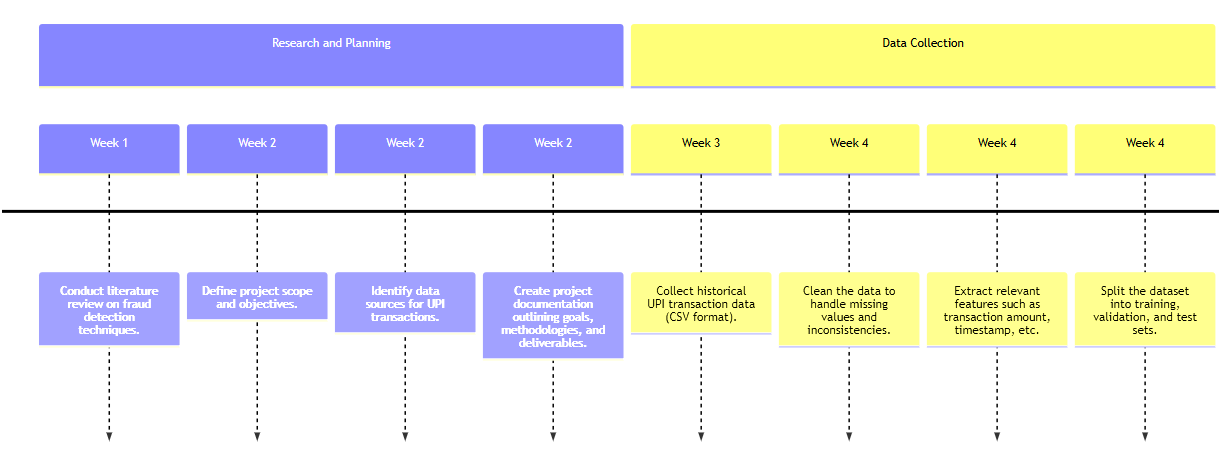 Research and Planning
Data Collection
Week 1
Week 2
Week 2
Week 2
Week 3
Week 4
Week 4
Week 4
Conduct literature
review on fraud
detection
techniques.
Define project scope
and objectives.
Identify data
sources for UPI
transactions.
Create project
documentation
outlining goals,
methodologies, and
deliverables.
Collect historical
UPI transaction data
(CSV format).
Clean the data to
handle missing
values and
inconsistencies.
Extract relevant
features such as
transaction amount,
timestamp, etc.
Split the dataset
into training,
validation, and test
sets.